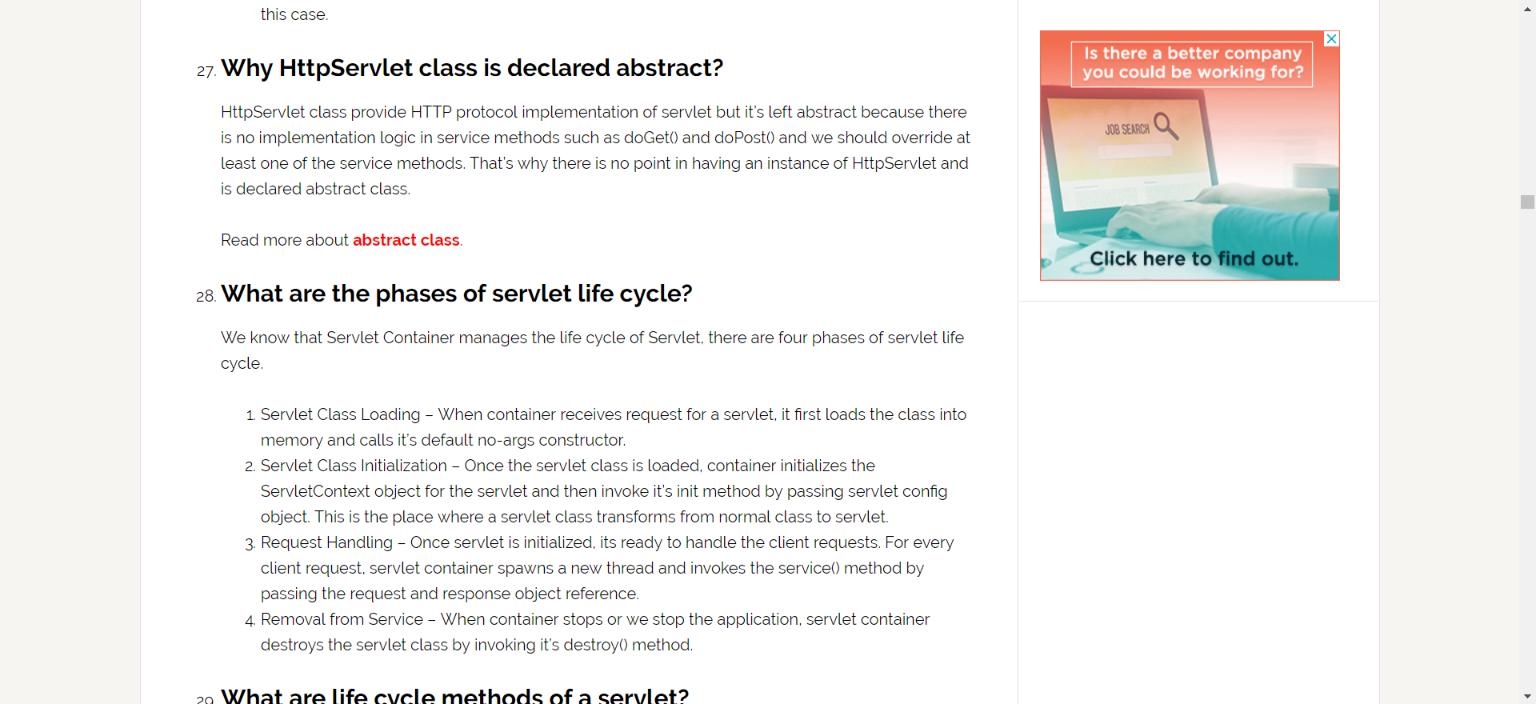 this case.
27. Why HttpServlet class is declared abstract?
HttpServlet class provide HTTP protocol implementation of servlet but it’s left abstract because there
is no implementation logic in service methods such as doGet() and doPost() and we should override at
least one of the service methods. That’s why there is no point in having an instance of HttpServlet and
is declared abstract class.
Read more about abstract class.
28. What are the phases of servlet life cycle?
We know that Servlet Container manages the life cycle of Servlet, there are four phases of servlet life
cycle.
1. Servlet Class Loading – When container receives request for a servlet, it first loads the class into
memory and calls it’s default no-args constructor.
2. Servlet Class Initialization – Once the servlet class is loaded, container initializes the
ServletContext object for the servlet and then invoke it’s init method by passing servlet config
object. This is the place where a servlet class transforms from normal class to servlet.
3. Request Handling – Once servlet is initialized, its ready to handle the client requests. For every
client request, servlet container spawns a new thread and invokes the service() method by
passing the request and response object reference.
4. Removal from Service – When container stops or we stop the application, servlet container
destroys the servlet class by invoking it’s destroy() method.
29. What are life cycle methods of a servlet?
Is there a better company
you could be working for?
JOB SEARCH
Click here to find out.